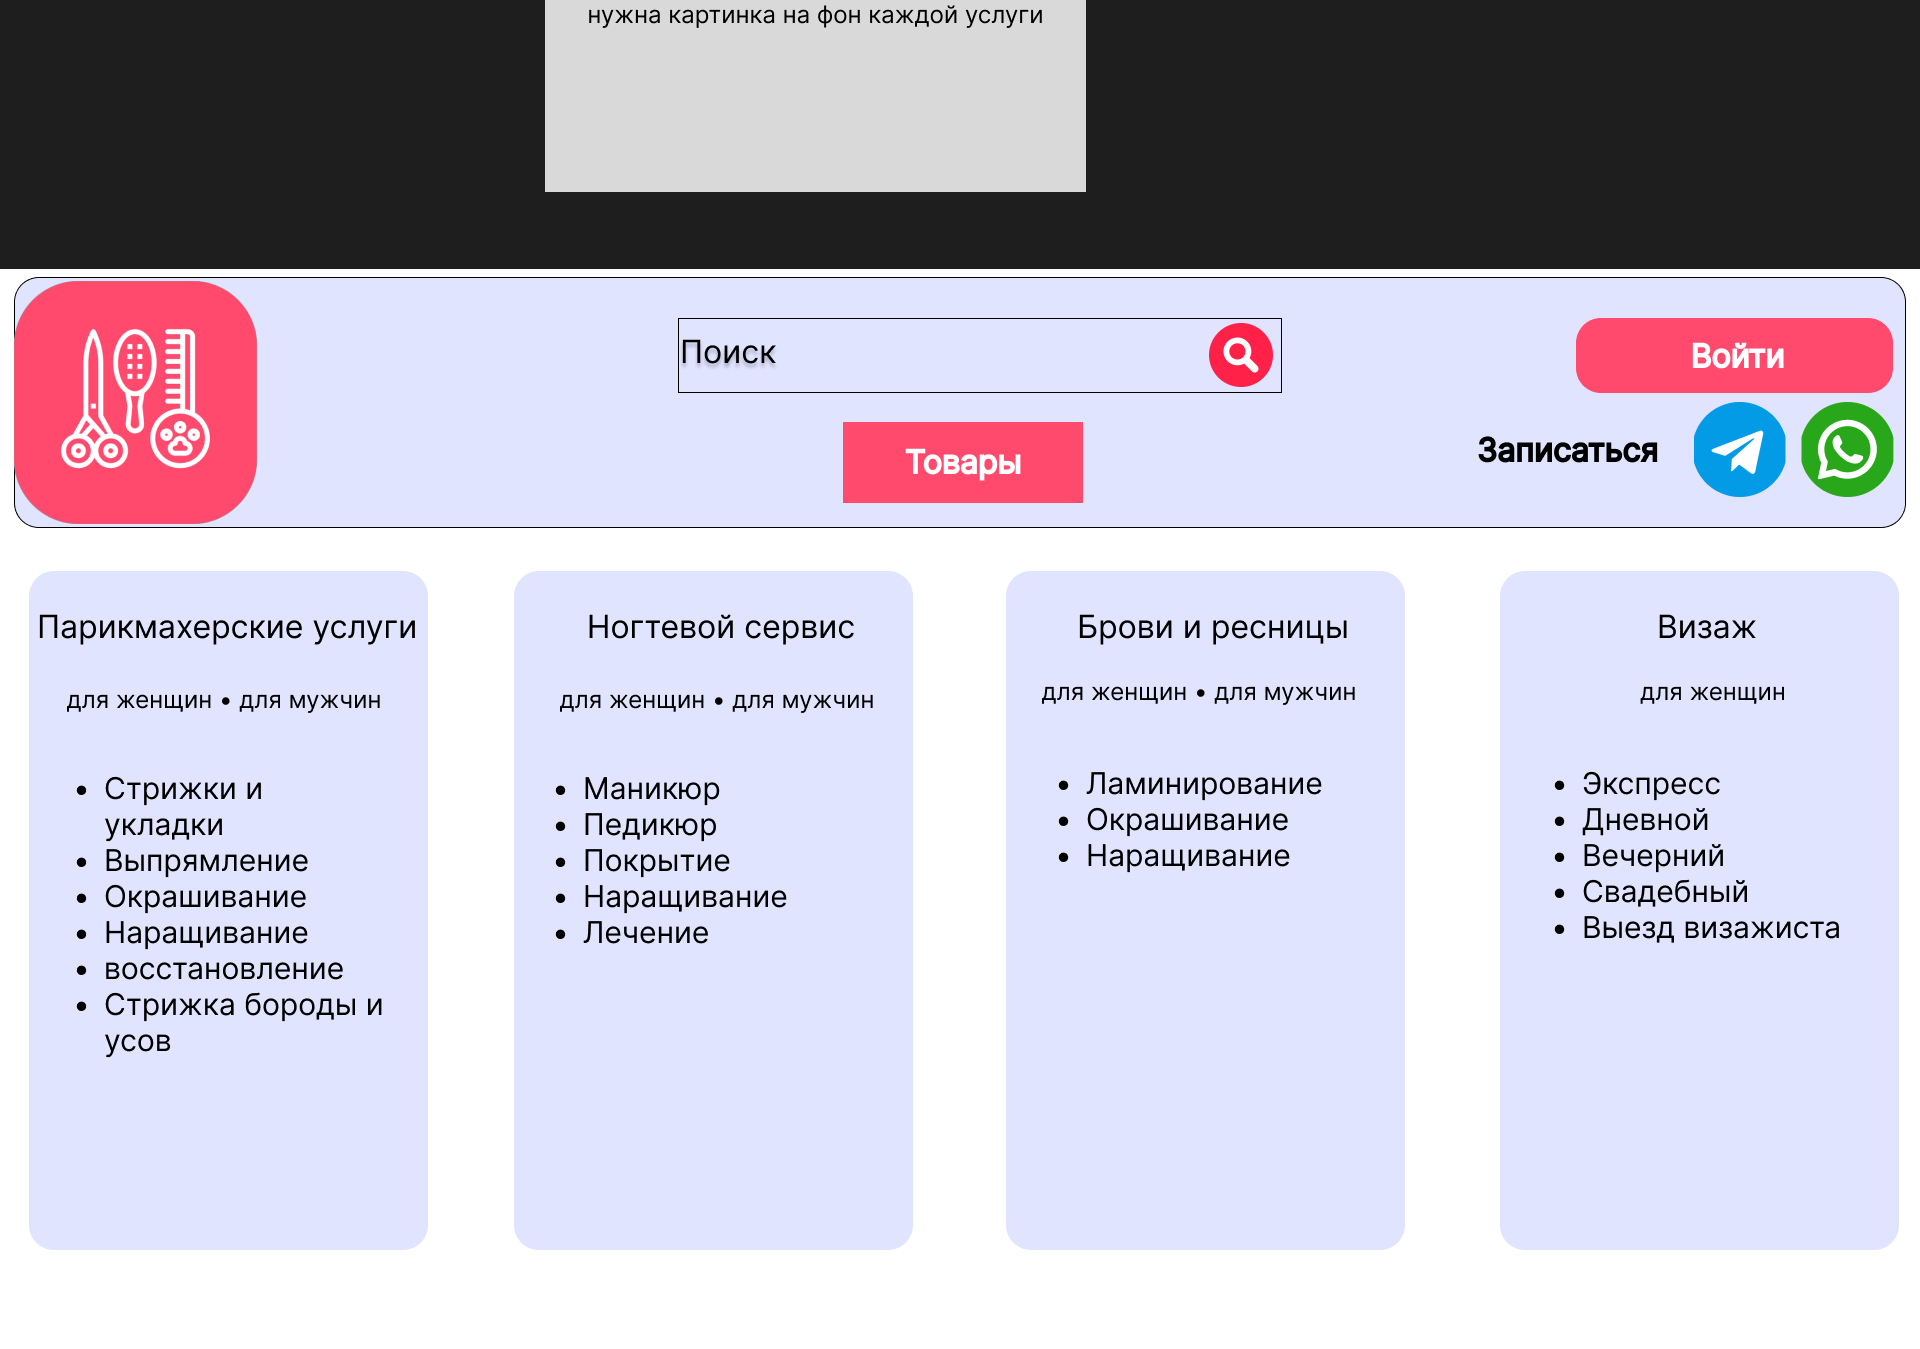 нужна картинка на фон каждой услуги
Поиск
Войти
Товары
Записаться
Парикмахерские услуги
для женщин • для мужчин
• Стрижки и
укладки
• Выпрямление
• Окрашивание
• Наращивание
• восстановление
• Стрижка бороды и
усов
Ногтевой сервис
для женщин • для мужчин
• Маникюр
• Педикюр
• Покрытие
• Наращивание
• Лечение
Брови и ресницы
для женщин • для мужчин
• Ламинирование
• Окрашивание
• Наращивание
Визаж
для женщин
• Экспресс
• Дневной
• Вечерний
• Свадебный
• Выезд визажиста